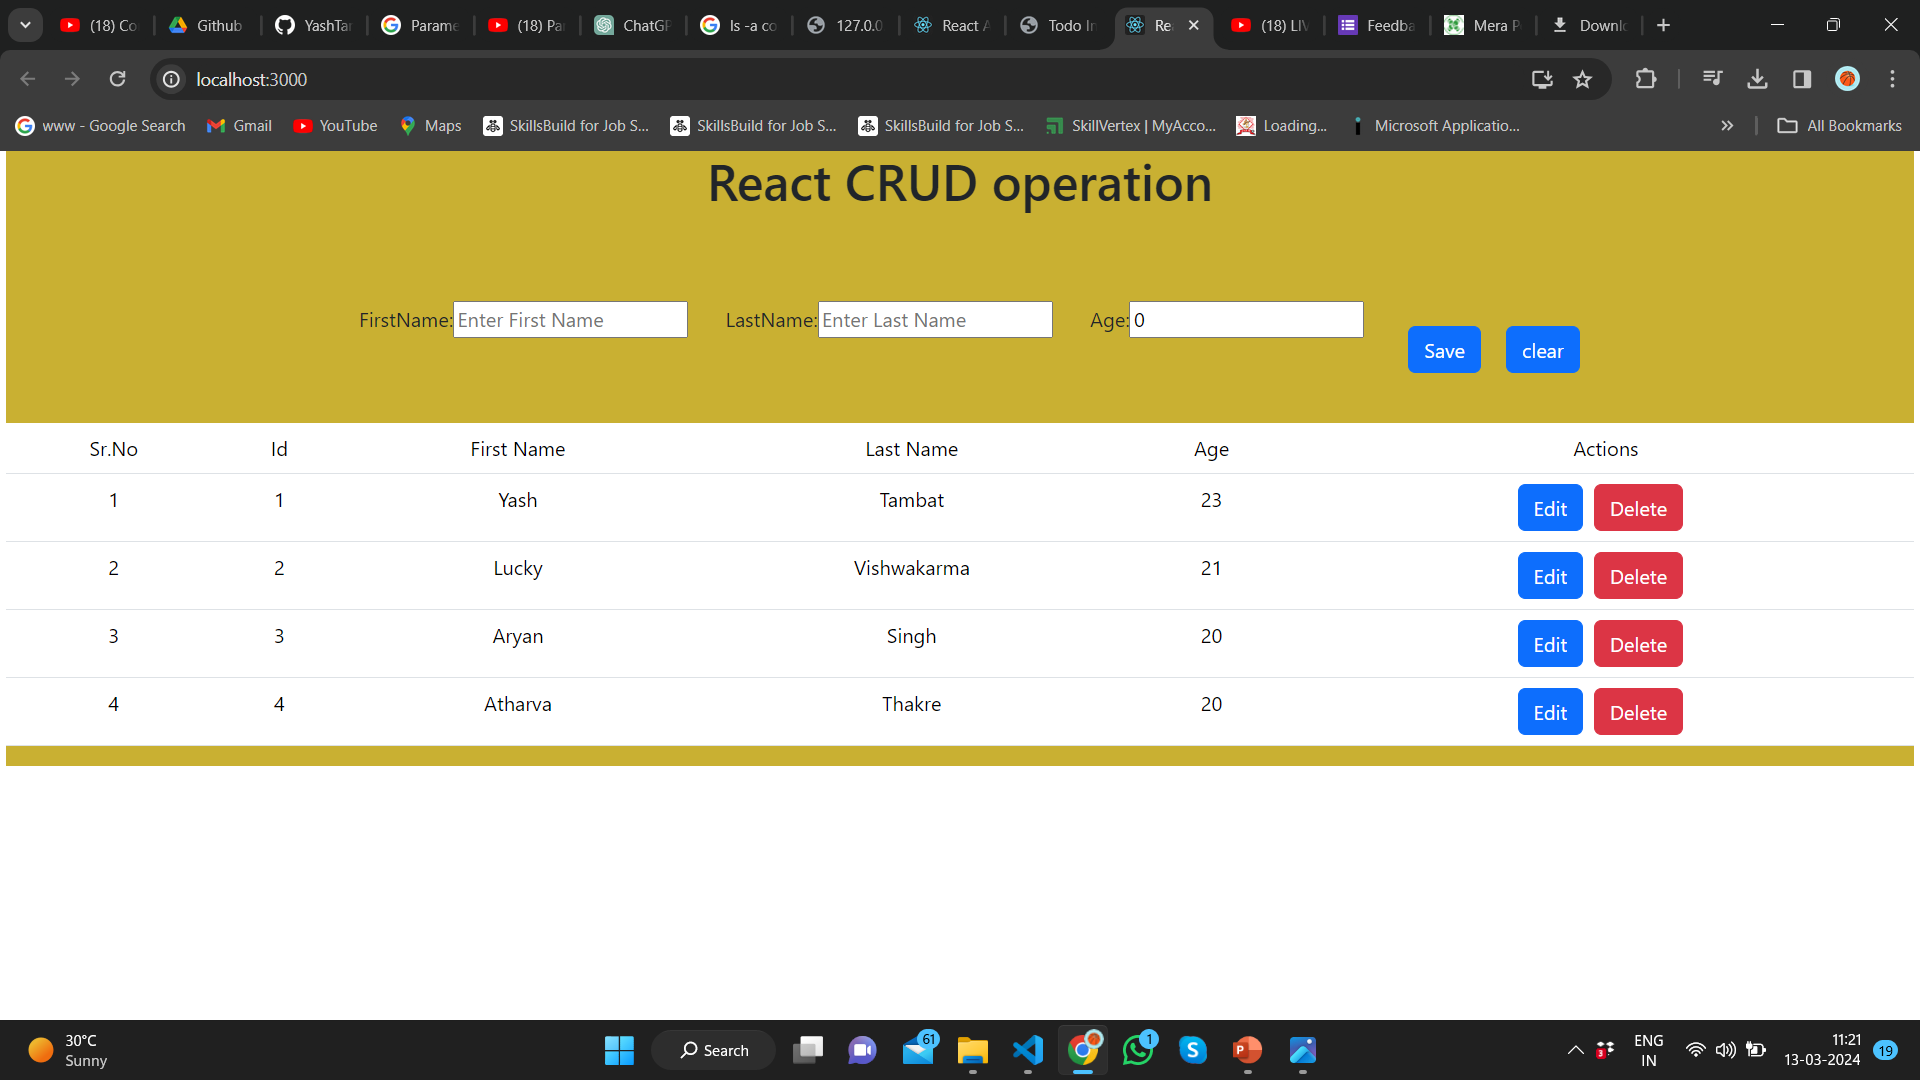 (18) Co Github YashTar Parame (18) Pa ChatGP ls -a co 127.0.0 React A Todo In Re (18) LIV Feedba Mera P Downlo
localhost:3000
www - Google Search Gmail YouTube Maps SkillsBuild for Job S... SkillsBuild for Job S... SkillsBuild for Job S... SkillVertex | MyAcco... Loading... Microsoft Applicatio... » All Bookmarks
React CRUD operation
FirstName: Enter First Name LastName: Enter Last Name Age: 0
Save clear
Sr.No Id First Name Last Name Age Actions
1 1 Yash Tambat 23 Edit Delete
2 2 Lucky Vishwakarma 21 Edit Delete
3 3 Aryan Singh 20 Edit Delete
4 4 Atharva Thakre 20 Edit Delete
30°C
Sunny
Search
61
1
3
ENG
IN
11:21
13-03-2024
19